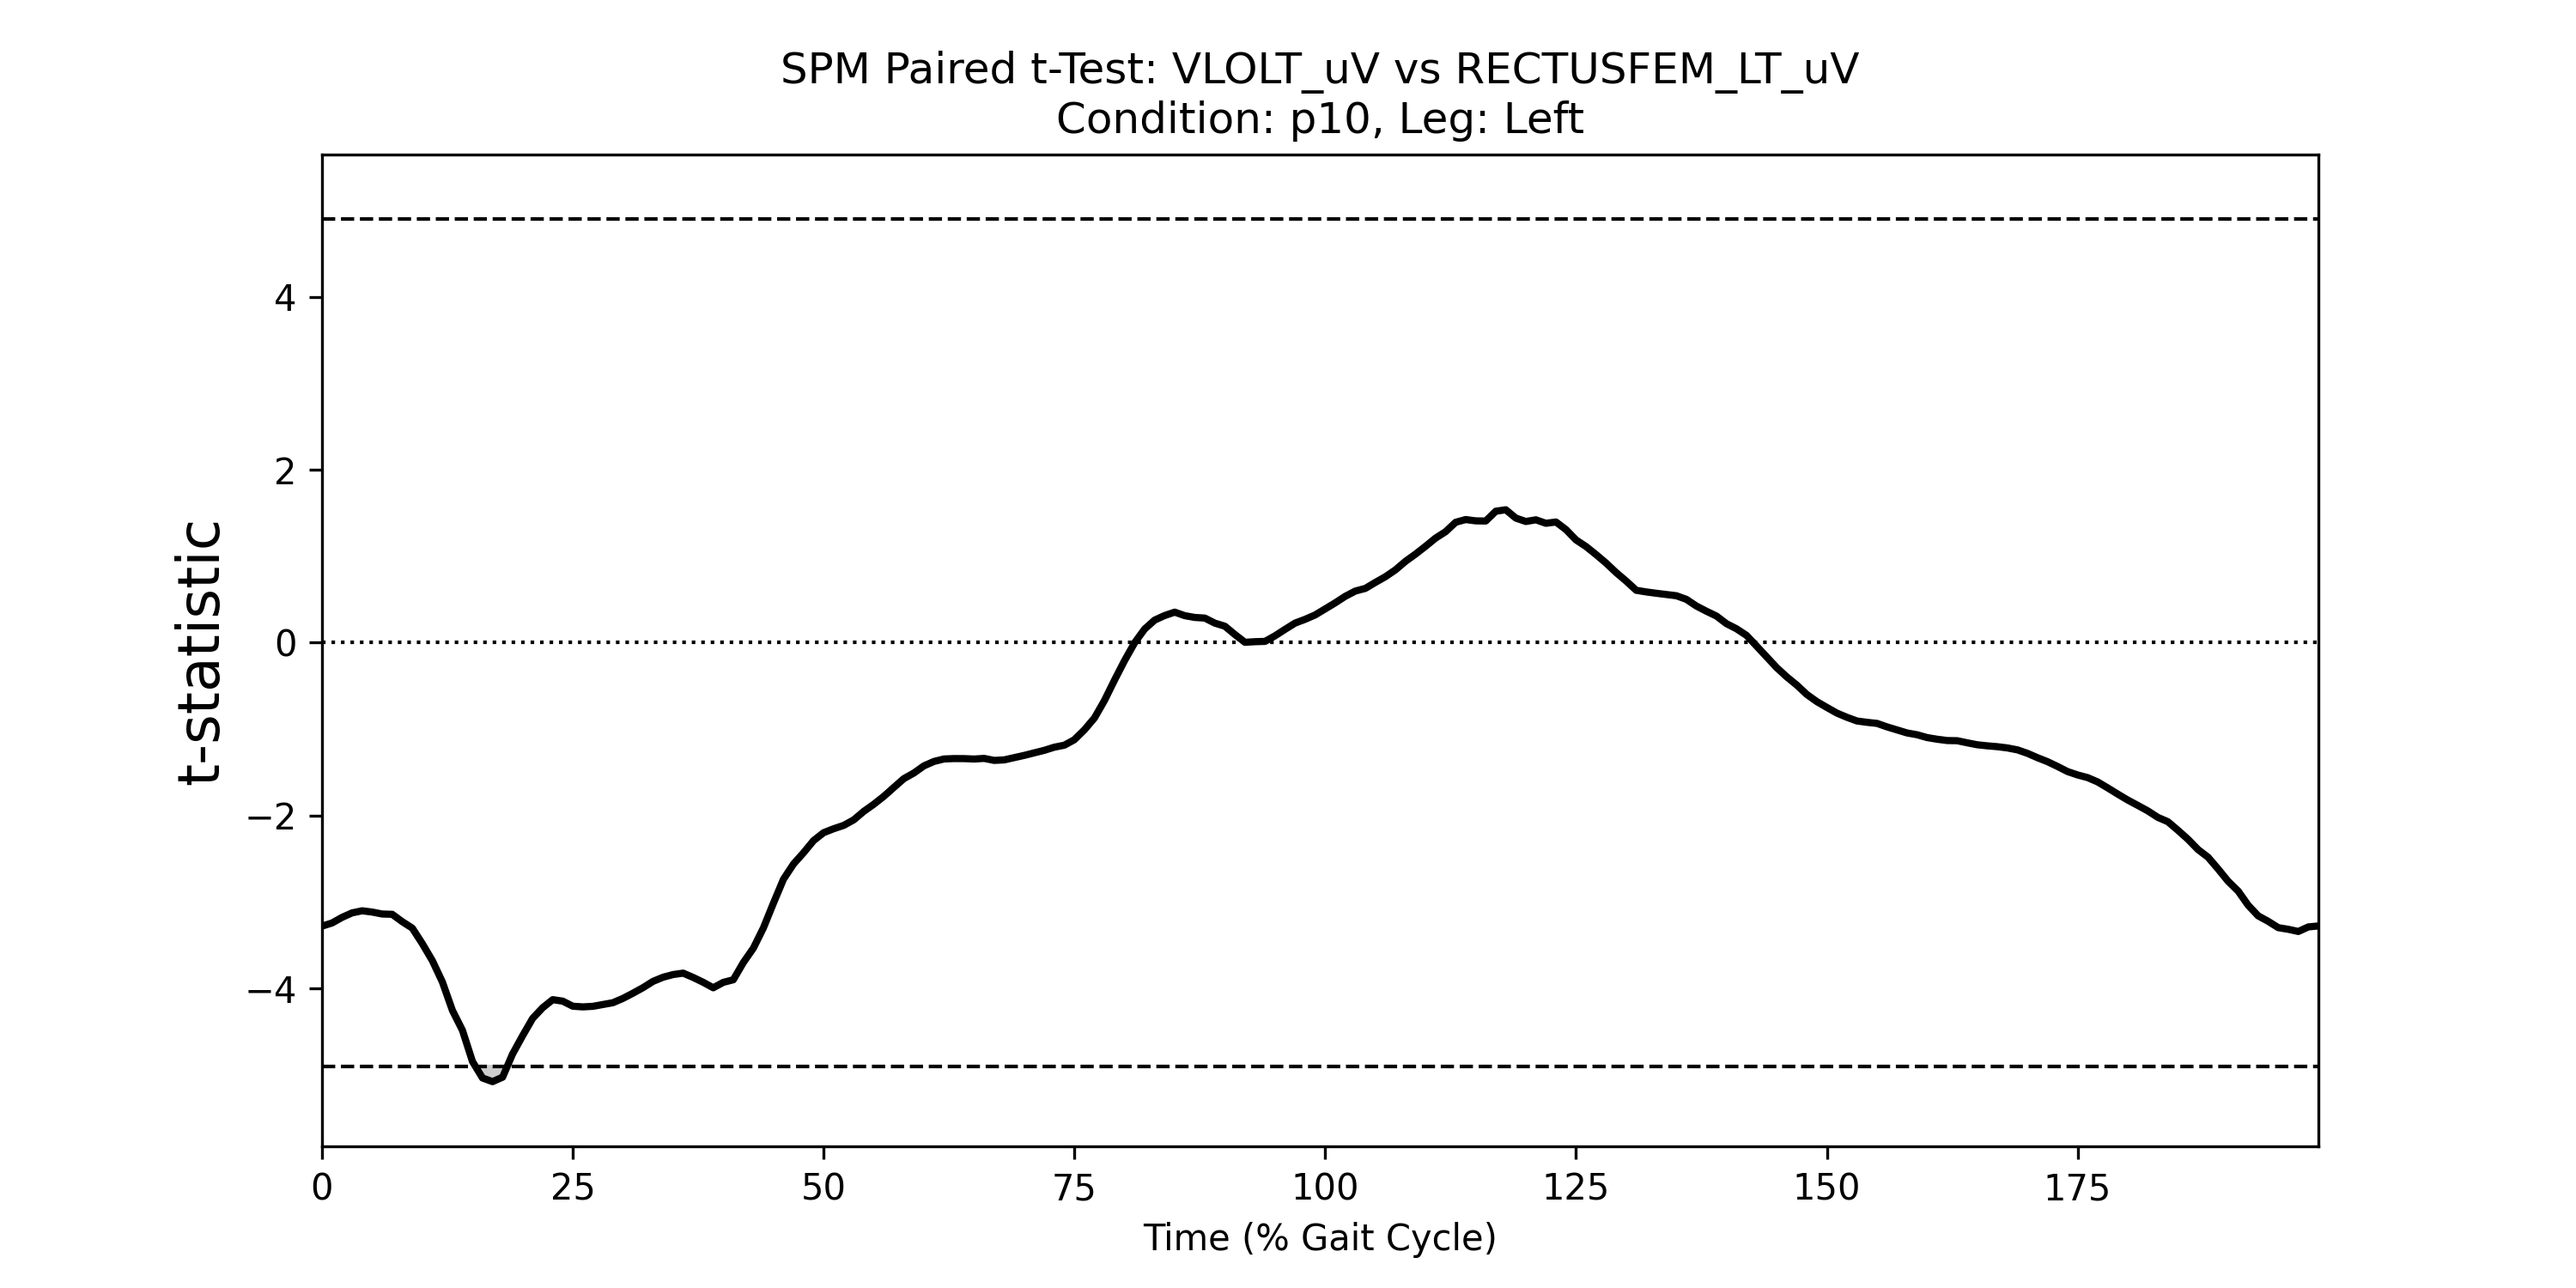 SPM Paired t-Test: VLOLT_uV vs RECTUSFEM_LT_uV
Condition: p10, Leg: Left
t-statistic
4
2
0
−2
−4
0 25 50 75 100 125 150 175
Time (% Gait Cycle)